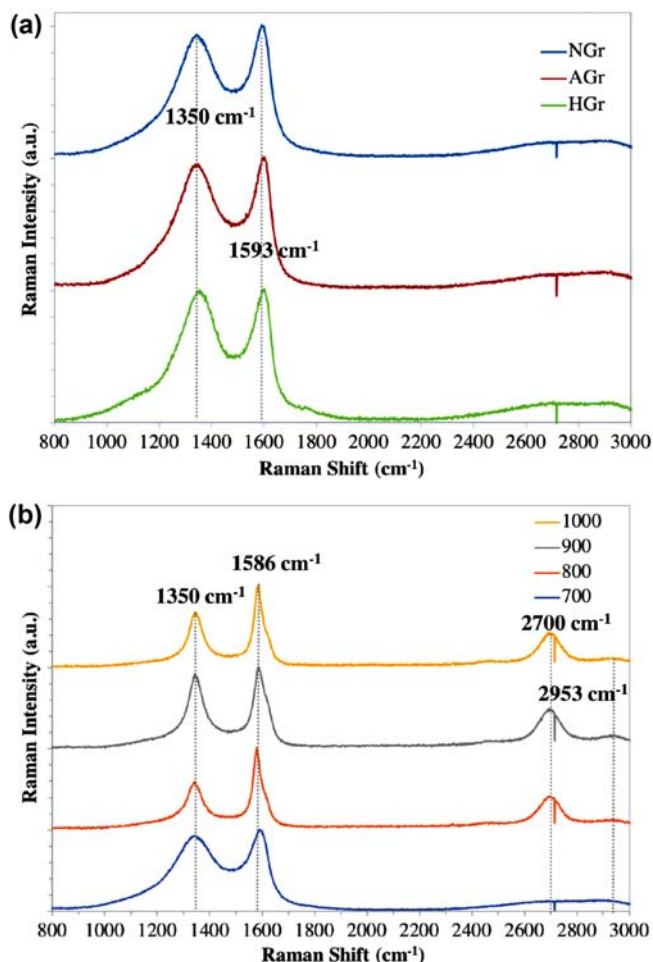 (a)
NGr
AGr
HGr
1350 cm-1
1593 cm-1
Raman Intensity (a.u.)
800 1000 1200 1400 1600 1800 2000 2200 2400 2600 2800 3000
Raman Shift (cm-1)
(b)
1000
900
800
700
1586 cm-1
1350 cm-1
2700 cm-1
2953 cm-1
Raman Intensity (a.u.)
800 1000 1200 1400 1600 1800 2000 2200 2400 2600 2800 3000
Raman Shift (cm-1)